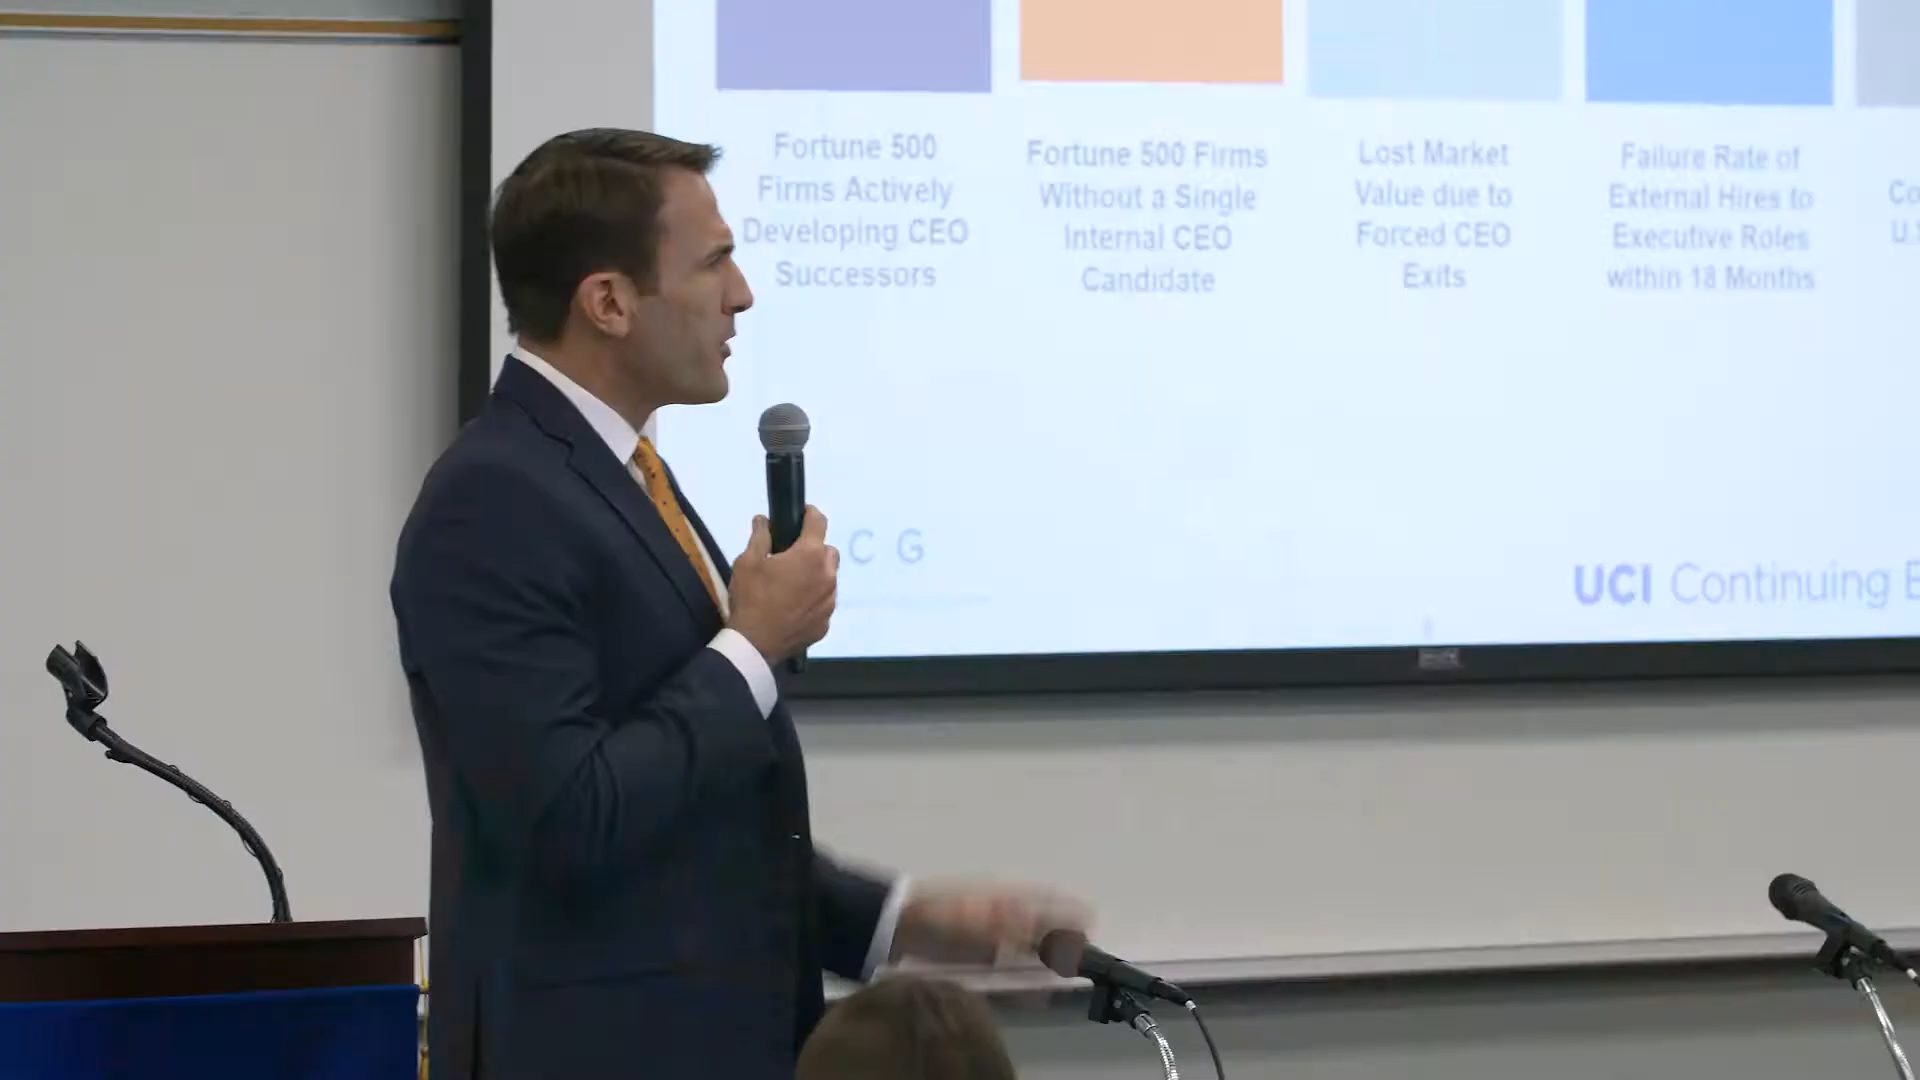 Fortune 500
Firms Actively
Developing CEO
Successors
Fortune 500 Firms
Without a Single
Internal CEO
Candidate
Lost Market
Value due to
Forced CEO
Exits
Failure Rate of
External Hires to
Executive Roles
within 18 Months
Co
U.S
C G
UCI Continuing E